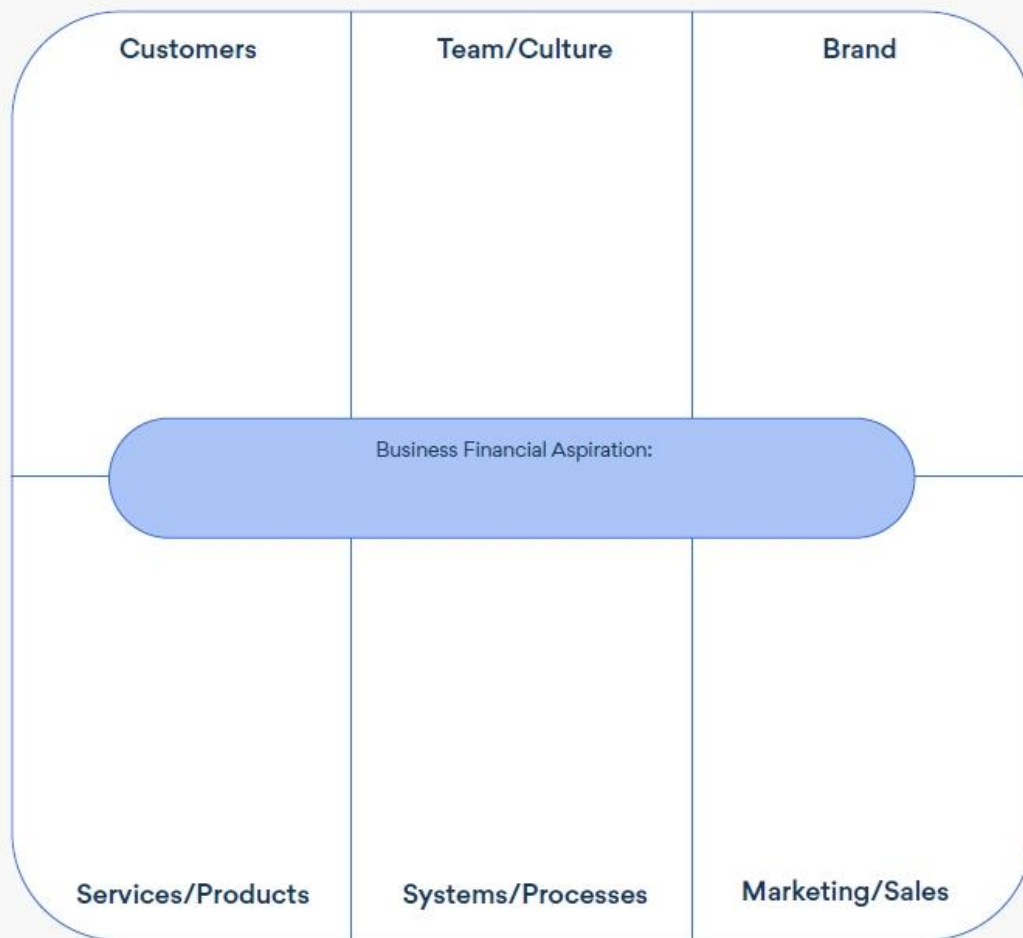 Customers
Team/Culture
Brand
Business Financial Aspiration:
Services/Products
Systems/Processes
Marketing/Sales